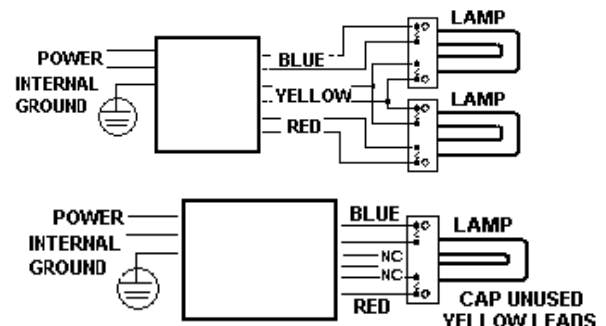 LAMP
POWER
BLUE
INTERNAL
GROUND
YELLOW
LAMP
RED
POWER
BLUE
LAMP
INTERNAL
GROUND
NC
NC
RED
CAP UNUSED
YELLOW LEADS